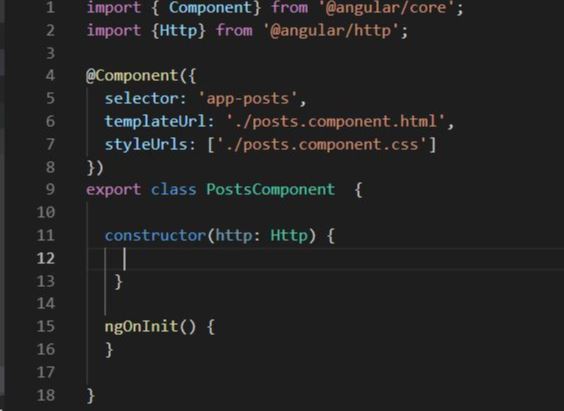 1 import { Component} from '@angular/core';
2 import {Http} from '@angular/http';
3
4 @Component({
5 selector: 'app-posts',
6 templateUrl: './posts.component.html',
7 styleUrls: ['./posts.component.css']
8 })
9 export class PostsComponent  {
10
11 constructor(http: Http) {
12
13 }
14
15 ngOnInit() {
16 }
17
18 }